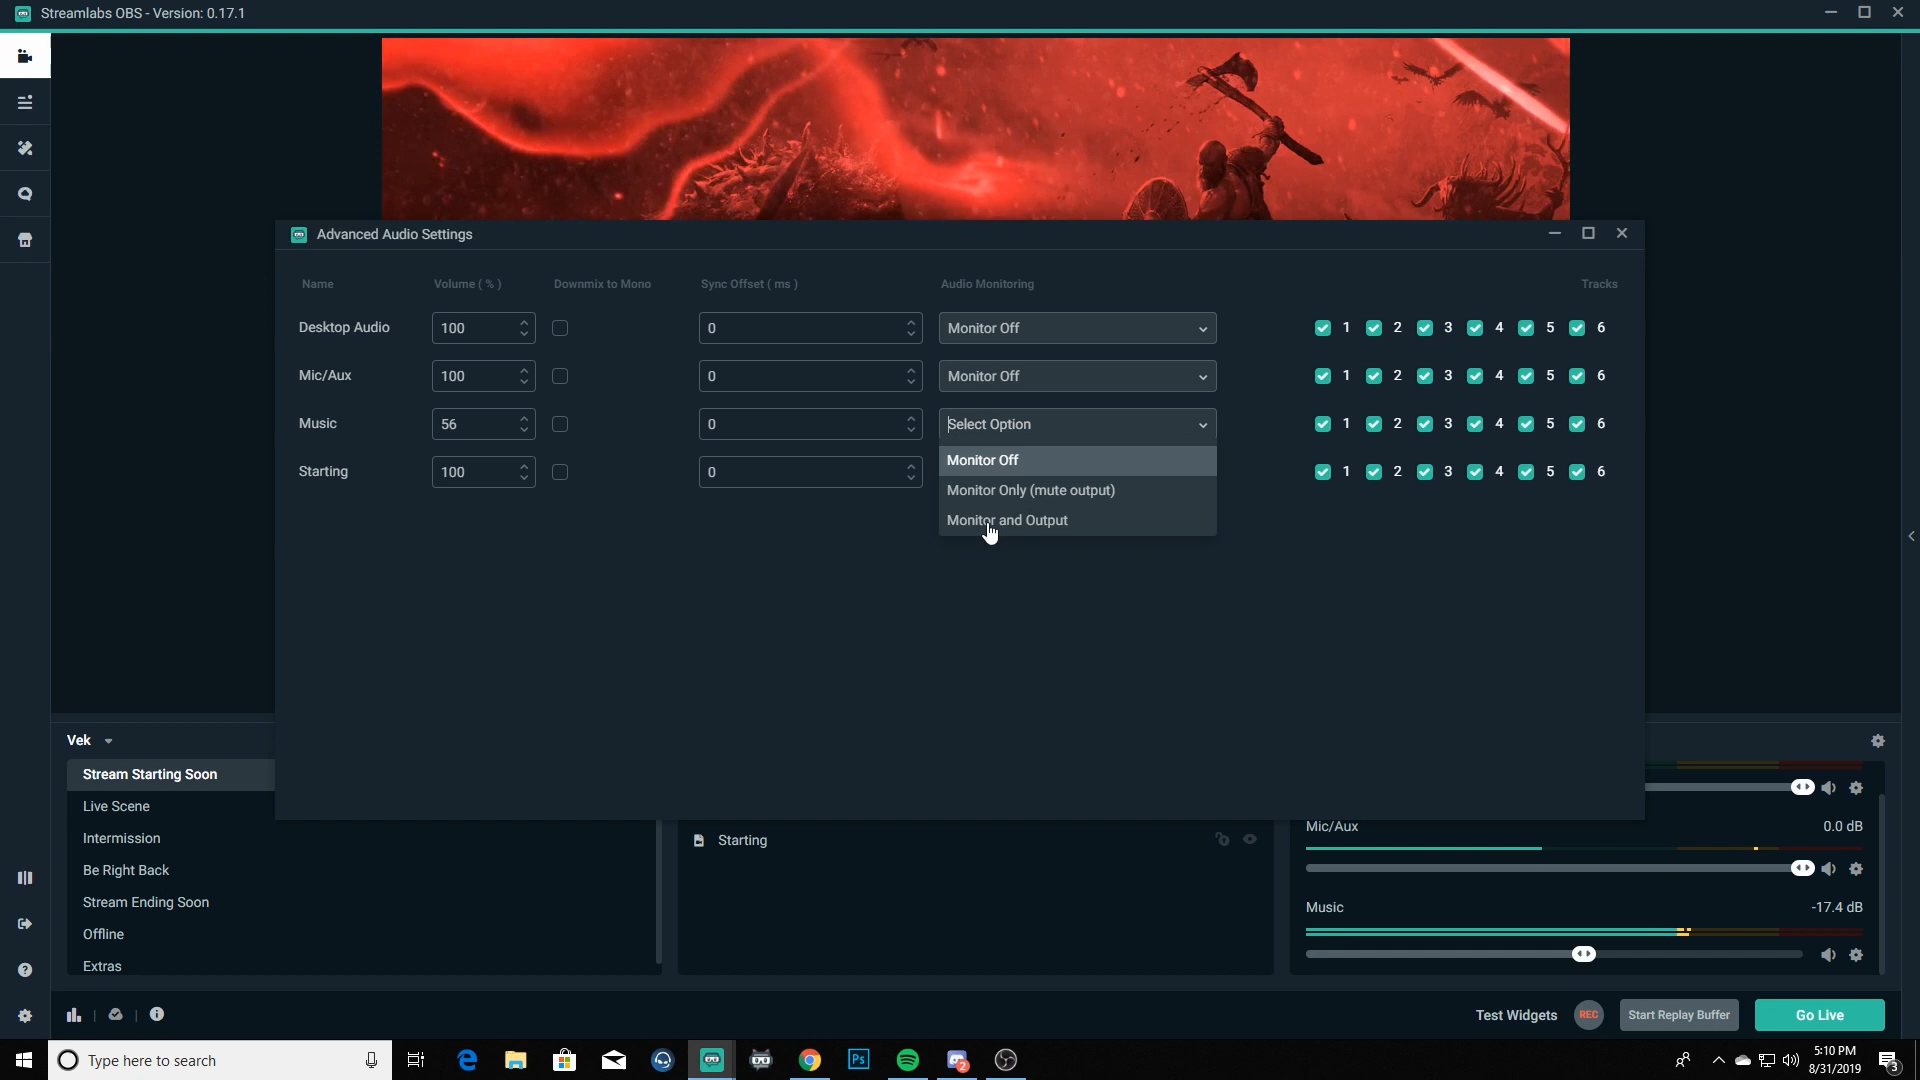 Streamlabs OBS - Version: 0.17.1
Advanced Audio Settings
Name Volume ( % ) Downmix to Mono Sync Offset ( ms ) Audio Monitoring Tracks
Desktop Audio 100 0 Monitor Off 1 2 3 4 5 6
Mic/Aux 100 0 Monitor Off 1 2 3 4 5 6
Music 56 0 Select Option 1 2 3 4 5 6
Monitor Off
Starting 100 0 1 2 3 4 5 6
Monitor Only (mute output)
Monitor and Output
Vek
Stream Starting Soon
Live Scene
Intermission
Be Right Back
Stream Ending Soon
Offline
Extras
Starting
Mic/Aux 0.0 dB
Music -17.4 dB
Test Widgets REC Start Replay Buffer Go Live
Type here to search
Ps
2
5:10 PM
8/31/2019
3